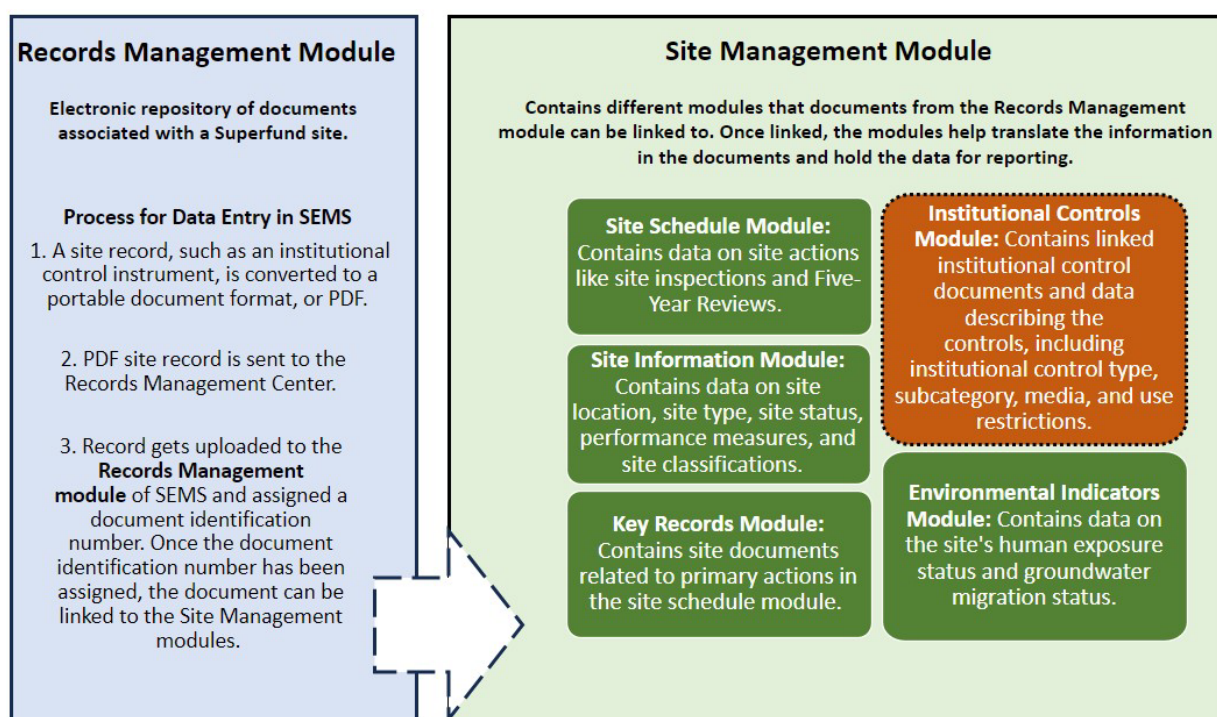 Records Management Module
Electronic repository of documents
associated with a Superfund site.
Process for Data Entry in SEMS
1. A site record, such as an institutional
control instrument, is converted to a
portable document format, or PDF.
2. PDF site record is sent to the
Records Management Center.
3. Record gets uploaded to the
Records Management
module of SEMS and assigned a
document identification
number. Once the document
identification number has been
assigned, the document can be
linked to the Site Management
modules.
Site Management Module
Contains different modules that documents from the Records Management
module can be linked to. Once linked, the modules help translate the information
in the documents and hold the data for reporting.
Site Schedule Module:
Contains data on site actions
like site inspections and Five-
Year Reviews.
Site Information Module:
Contains data on site
location, site type, site status,
performance measures, and
site classifications.
Key Records Module:
Contains site documents
related to primary actions in
the site schedule module.
Institutional Controls
Module: Contains linked
institutional control
documents and data
describing the
controls, including
institutional control type,
subcategory, media, and use
restrictions.
Environmental Indicators
Module: Contains data on
the site's human exposure
status and groundwater
migration status.